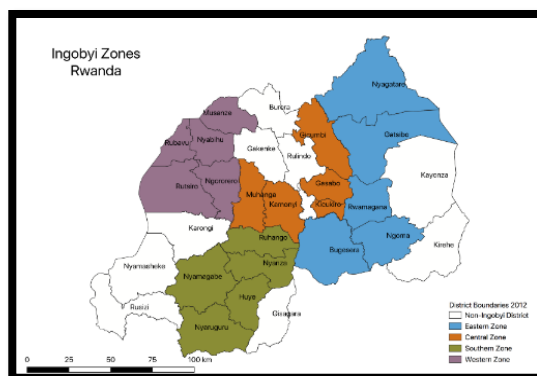 Ingobyi Zones
Rwanda
Nyagatare
Burera
Musanze
Gicumbi
Gatsibo
Rubavu
Nyabihu
Gakenke
Rulindo
Kayonza
Gasabo
Rutsiro
Ngororero
Muhanga
Kamonyi
Kicukiro
Rwamagana
Karongi
Ruhango
Ngoma
Kirehe
Bugesera
Nyanza
Nyamasheke
Nyamagabe
Huye
Rusizi
Gisagara
Nyaruguru
District Boundaries 2012
Non-Ingobyi District
Eastern Zone
Central Zone
Southern Zone
Western Zone
0 25 50 75 100 km